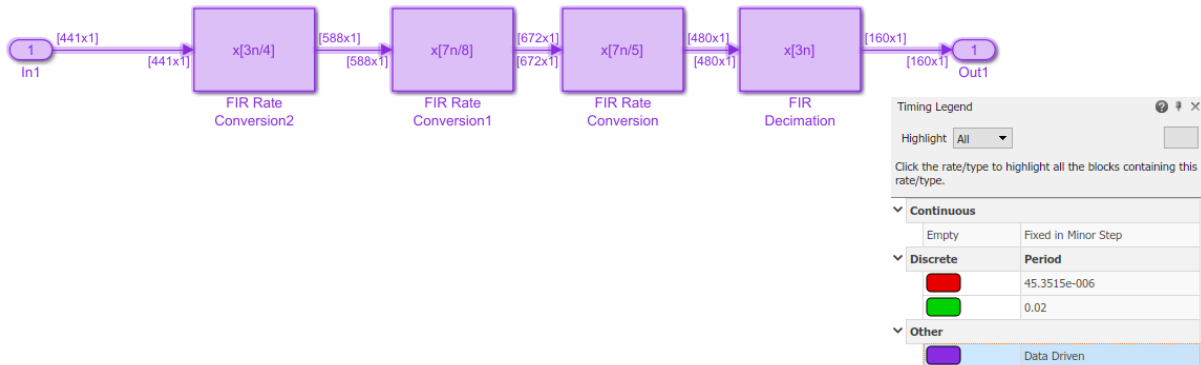 [441x1]
[588x1]
[672x1]
[480x1]
[160x1]
1
x[3n/4]
x[7n/8]
x[7n/5]
x[3n]
1
[441x1]
[588x1]
[672x1]
[480x1]
[160x1]
In1
Out1
FIR Rate
Conversion2
FIR Rate
Conversion1
FIR Rate
Conversion
FIR
Decimation
Timing Legend
Highlight All
Click the rate/type to highlight all the blocks containing this
rate/type.
Continuous
Empty Fixed in Minor Step
Discrete Period
45.3515e-006
0.02
Other
Data Driven